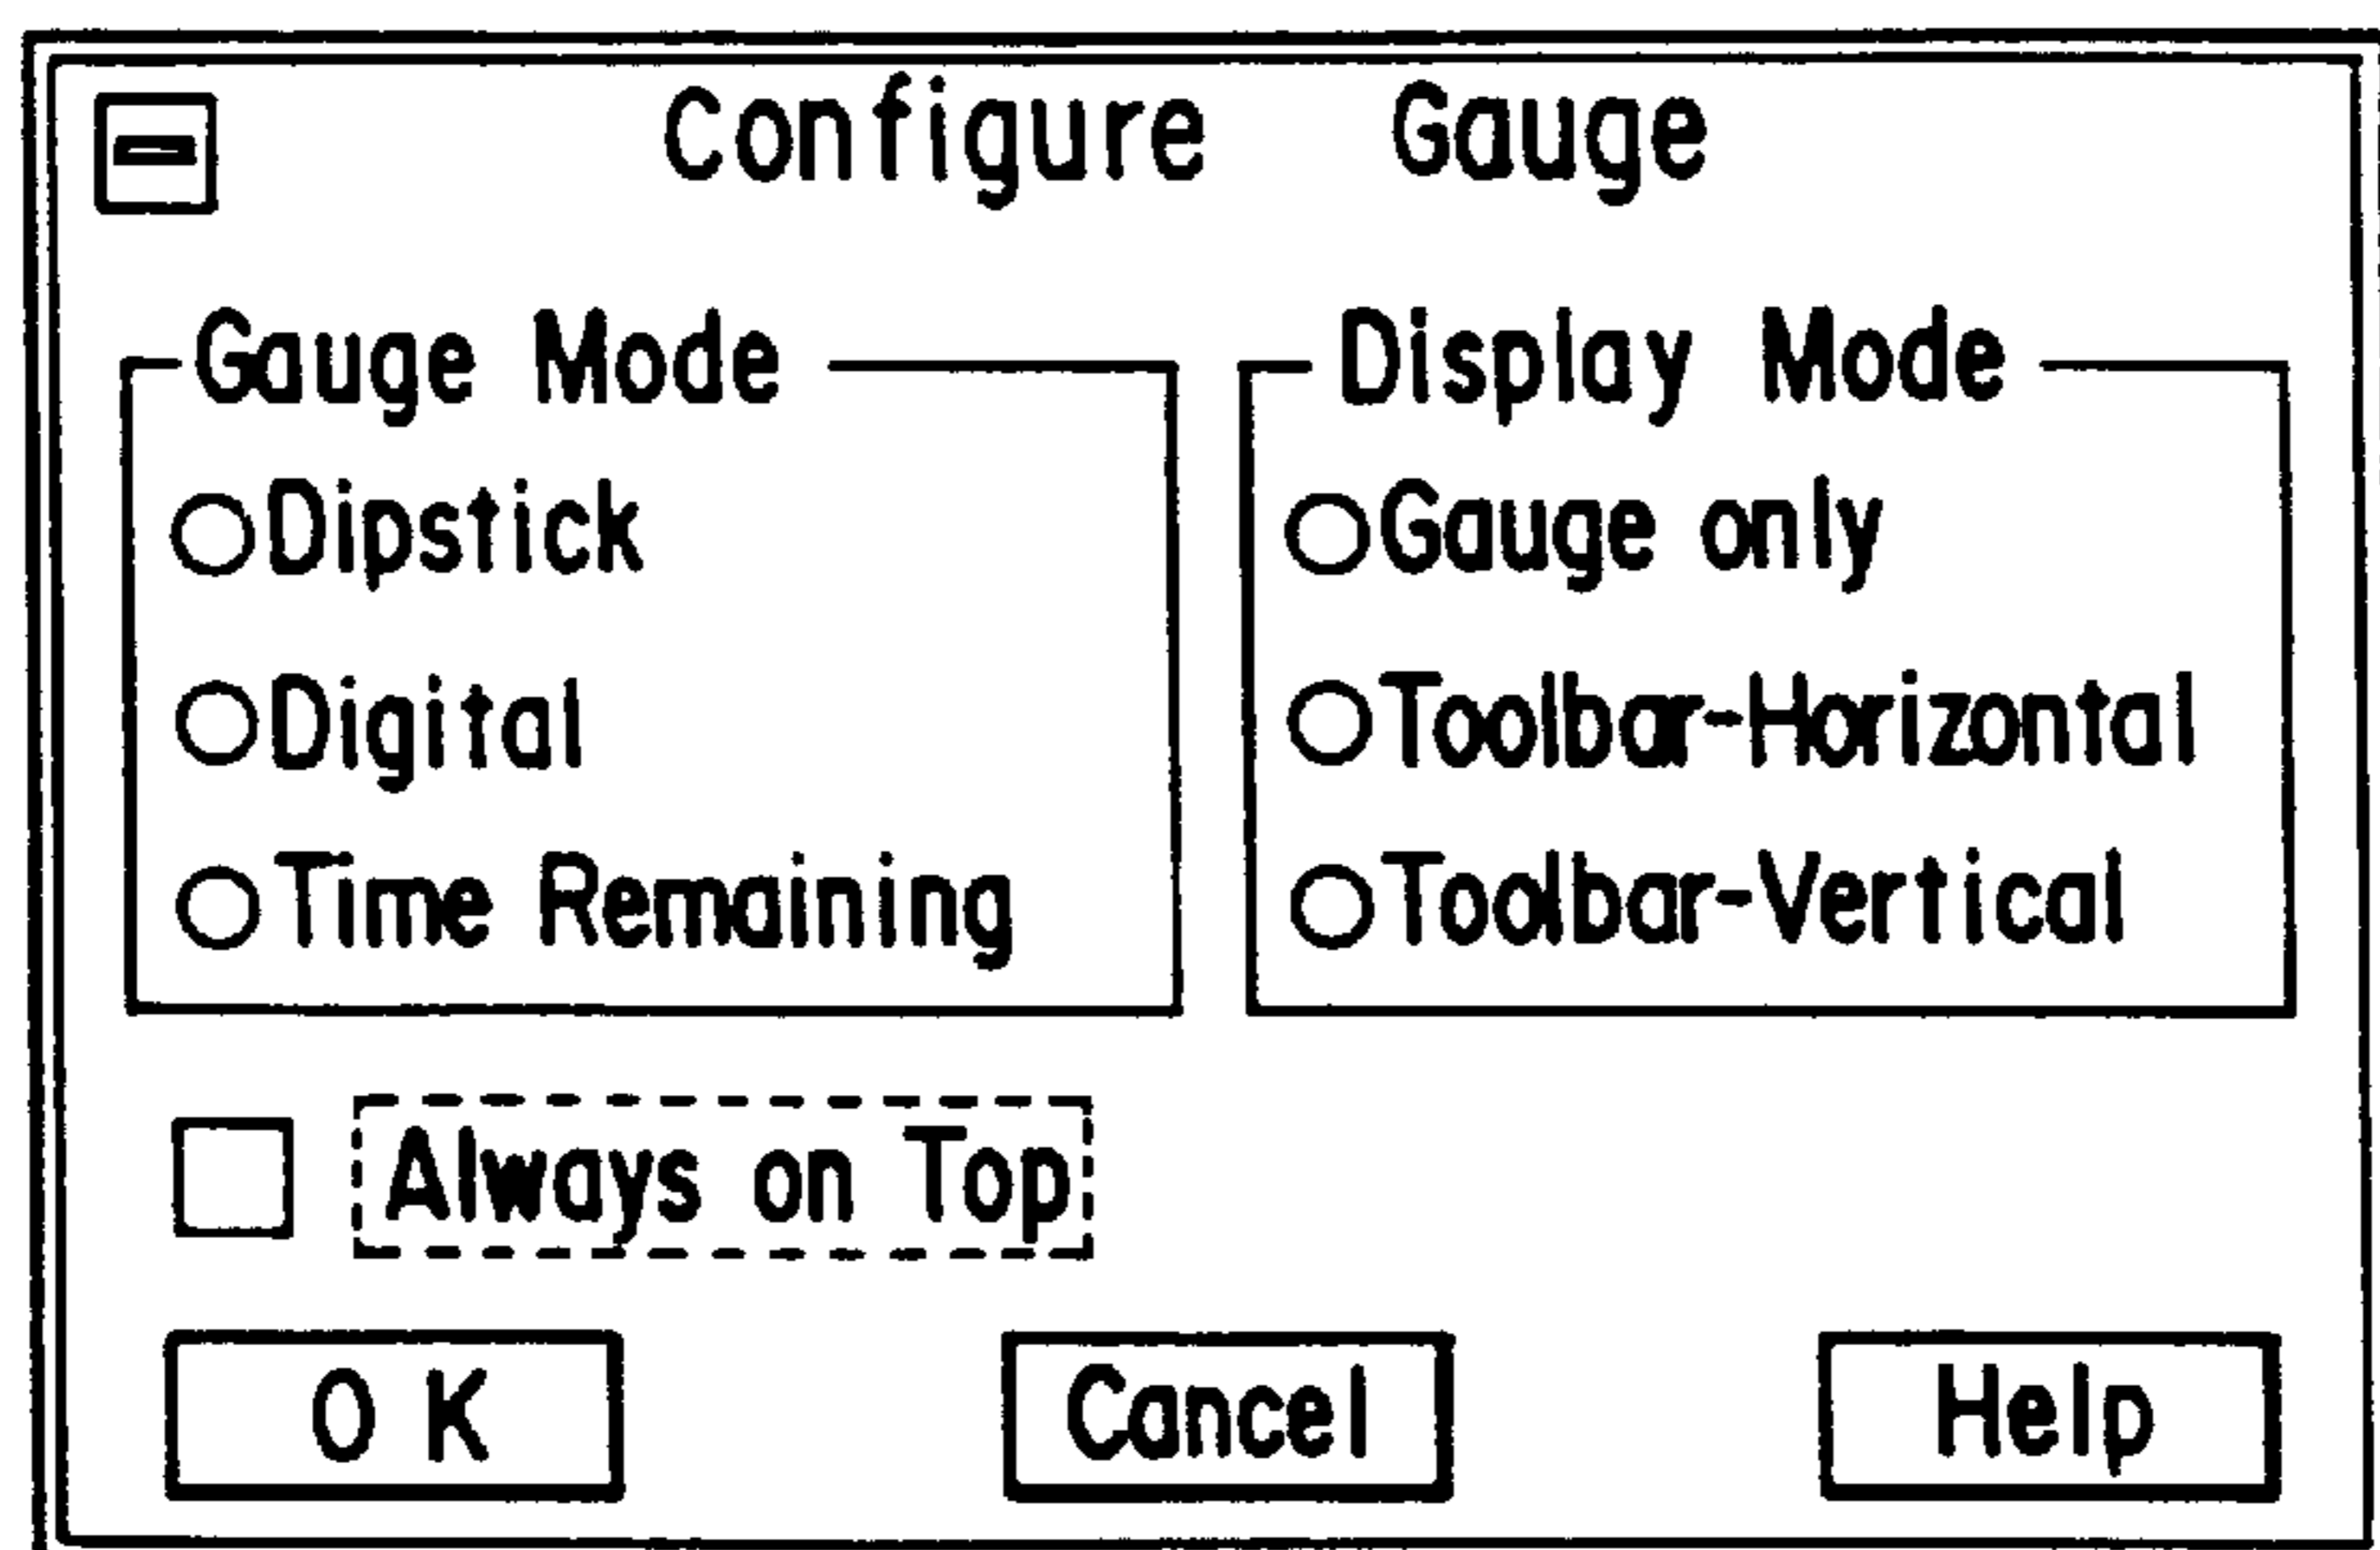 Configure Gauge
Gauge Mode
Dipstick
Digital
Time Remaining
Display Mode
Gauge only
Toolbar-Horizontal
Toolbar-Vertical
Always on Top
OK
Cancel
Help